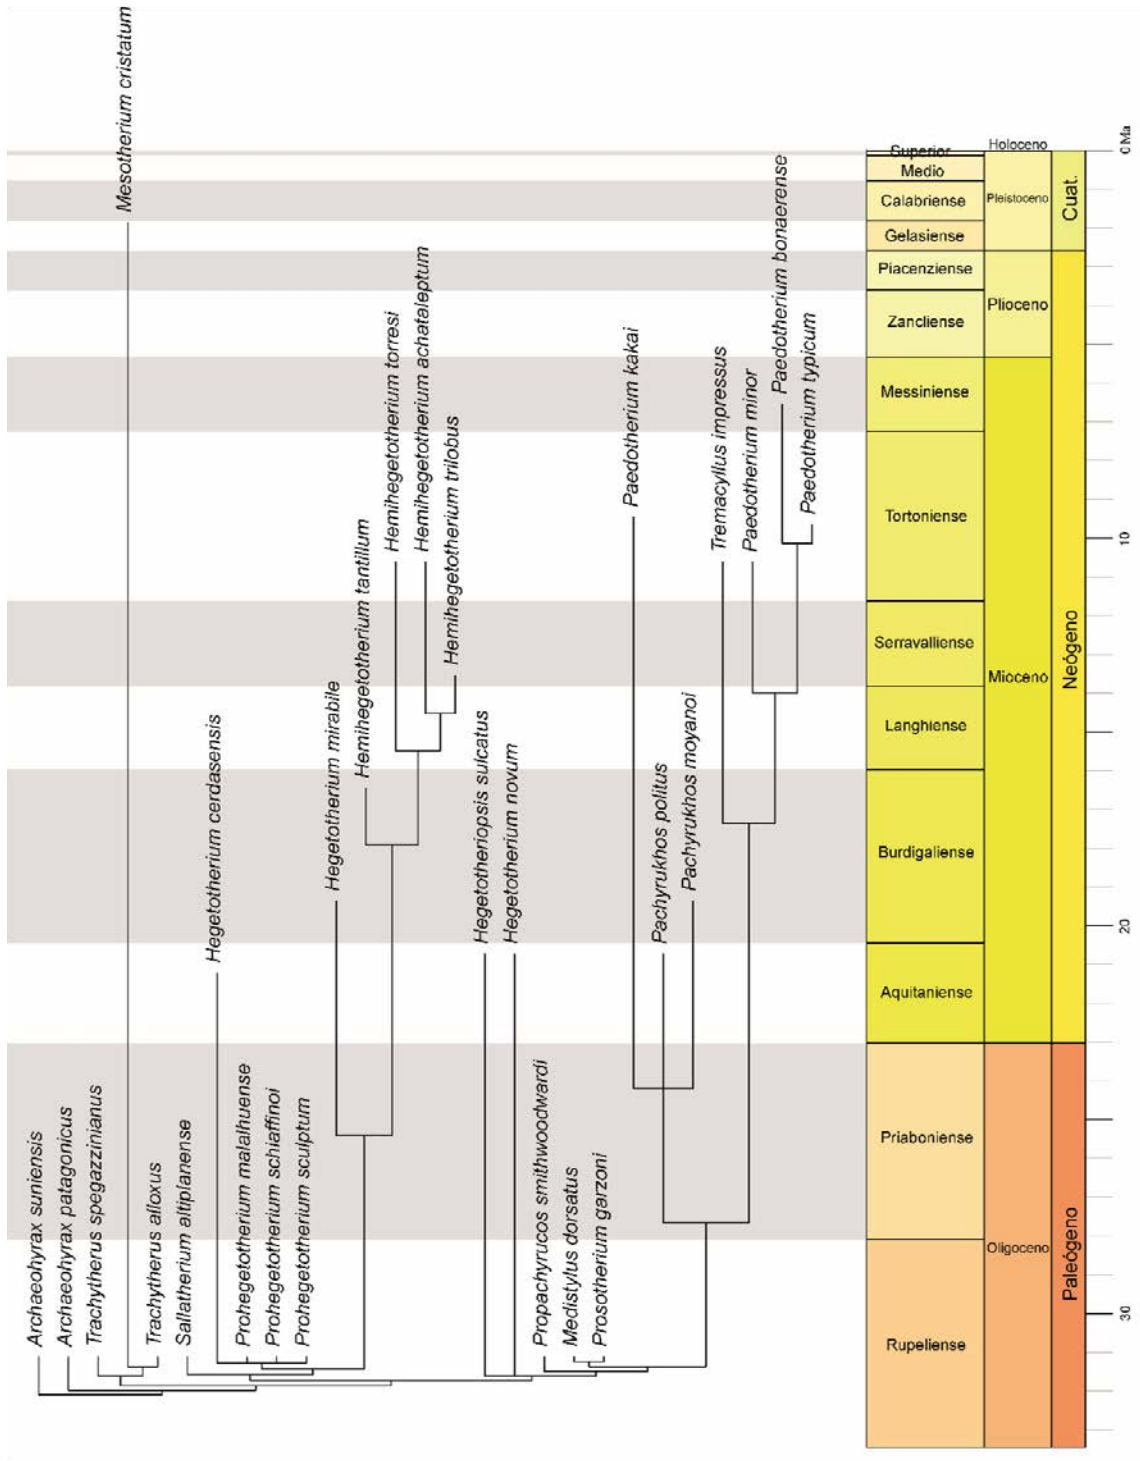 Archaeohyrax suniensis
Archaeohyrax patagonicus
Trachytherus spegazzinianus
Mesotherium cristatum
Trachytherus alloxus
Sallatherium altiplanense
Hegetotherium cerdasensis
Prohegetotherium malalhuense
Prohegetotherium schiaffinoi
Prohegetotherium sculptum
Hegetotherium mirabile
Hemihegetotherium tantillum
Hemihegetotherium torresi
Hemihegetotherium achataleptum
Hemihegetotherium trilobus
Hegetotheriopsis sulcatus
Hegetotherium novum
Propachyrucos smithwoodwardi
Medistylus dorsatus
Prosotherium garzoni
Paedotherium kakai
Pachyrukhos politus
Pachyrukhos moyanoi
Tremacyllus impressus
Paedotherium minor
Paedotherium bonaerense
Paedotherium typicum
Superior
Medio
Calabriense
Gelasiense
Piacenziense
Zancliense
Messiniense
Tortoniense
Serravalliense
Langhiense
Burdigaliense
Aquitaniense
Priaboniense
Rupeliense
Holoceno
Pleistoceno
Plioceno
Mioceno
Oligoceno
Cuat.
Neógeno
Paleógeno
0 Ma
10
20
30